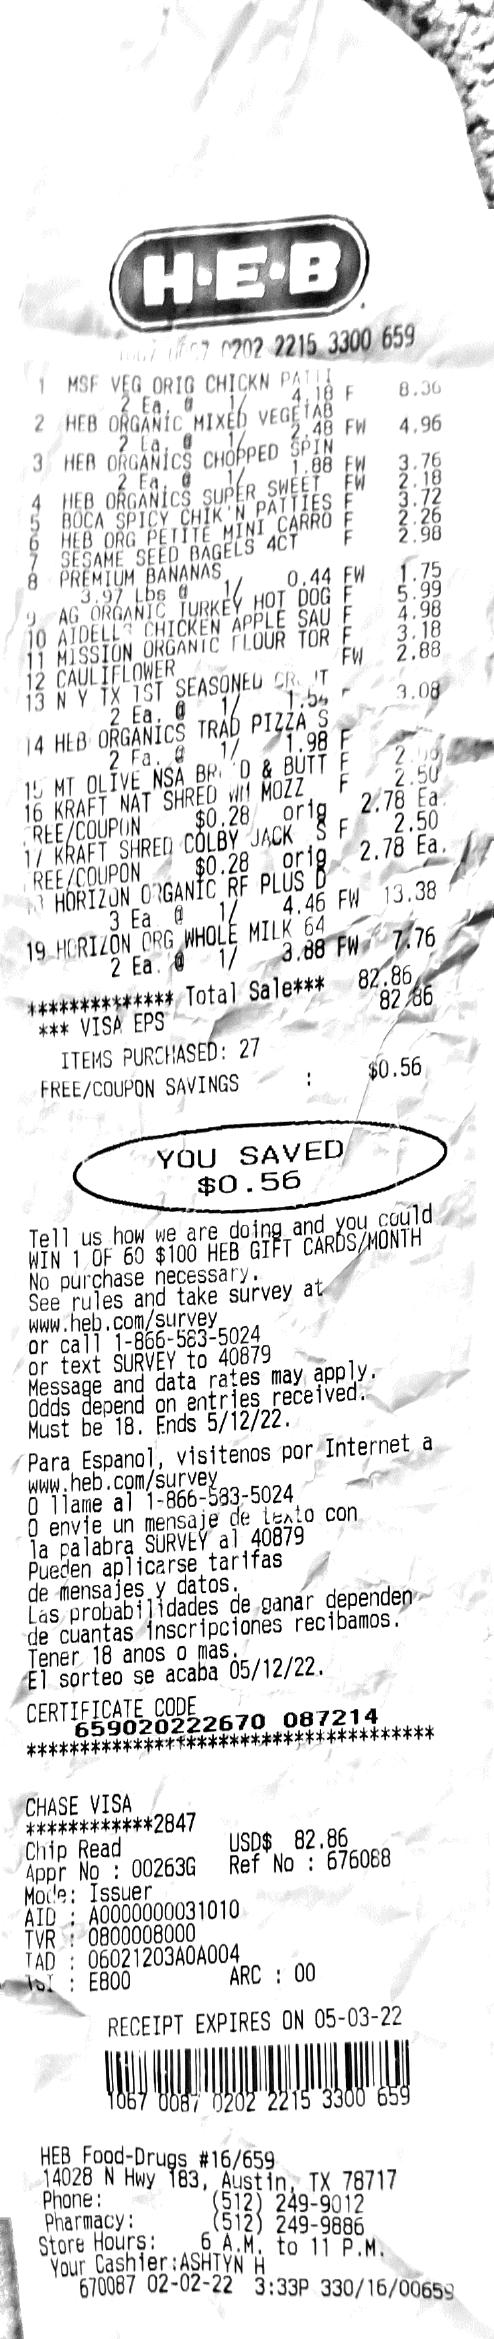 H·E·B
0202 2215 3300 659
1 MSF VEG ORIG CHICKN PATTI
2 Ea. @ 1/ 4.18 F 8.36
2 HEB ORGANIC MIXED VEGETAB
2 Ea. @ 1/ 2.48 FW 4.96
3 HEB ORGANICS CHOPPED SPIN
2 Ea. @ 1/ 1.88 FW 3.76
4 HEB ORGANICS SUPER SWEET FW 2.18
5 BOCA SPICY CHIK'N PATTIES F 3.72
6 HEB ORG PETITE MINI CARRO F 2.26
7 SESAME SEED BAGELS 4CT F 2.98
8 PREMIUM BANANAS
3.97 Lbs @ 1/ 0.44 FW 1.75
9 AG ORGANIC TURKEY HOT DOG F 5.99
10 AIDELLS CHICKEN APPLE SAU F 4.98
11 MISSION ORGANIC FLOUR TOR F 3.18
12 CAULIFLOWER FW 2.88
13 N Y TX TST SEASONED
2 Ea. @ 1/ 1.54 3.08
14 HEB ORGANICS TRAD PIZZA S
2 Ea. @ 1/ 1.98 F
15 MT OLIVE NSA & BUTT F
16 KRAFT NAT SHRED WH MOZZ F 2.50
FREE/COUPON $0.28 orig 2.78 Ea.
17 KRAFT SHRED COLBY JACK S F 2.50
FREE/COUPON $0.28 orig 2.78 Ea.
HORIZON ORGANIC RF PLUS D
3 Ea. @ 1/ 4.46 FW 13.38
19 HORIZON ORG WHOLE MILK 64
2 Ea. @ 1/ 3.88 FW 7.76
************** Total Sale*** 82.86
*** VISA EPS 82.86
ITEMS PURCHASED: 27
FREE/COUPON SAVINGS : $0.56
YOU SAVED
$0.56
Tell us how we are doing and you could
WIN 1 OF 60 $100 HEB GIFT CARDS/MONTH
No purchase necessary.
See rules and take survey at
www.heb.com/survey
or call 1-866-583-5024
or text SURVEY to 40879
Message and data rates may apply.
Odds depend on entries received.
Must be 18. Ends 5/12/22.
Para Espanol, visitenos por Internet a
www.heb.com/survey
O llame al 1-866-583-5024
O envie un mensaje de texto con
la palabra SURVEY al 40879
Pueden aplicarse tarifas
de mensajes y datos.
Las probabilidades de ganar dependen
de cuantas inscripciones recibamos.
Tener 18 anos o mas.
El sorteo se acaba 05/12/22.
CERTIFICATE CODE
659020222670 087214
***************************************
CHASE VISA
************2847
Chip Read USD$ 82.86
Appr No : 00263G Ref No : 676088
Mode: Issuer
AID : A0000000031010
TVR : 0800008000
IAD : 06021203A0A004
TSI : E800 ARC : 00
RECEIPT EXPIRES ON 05-03-22
1067 0087 0202 2215 3300 659
HEB Food-Drugs #16/659
14028 N Hwy 183, Austin, TX 78717
Phone: (512) 249-9012
Pharmacy: (512) 249-9886
Store Hours: 6 A.M. to 11 P.M.
Your Cashier:ASHTYN H
670087 02-02-22 3:33P 330/16/00659